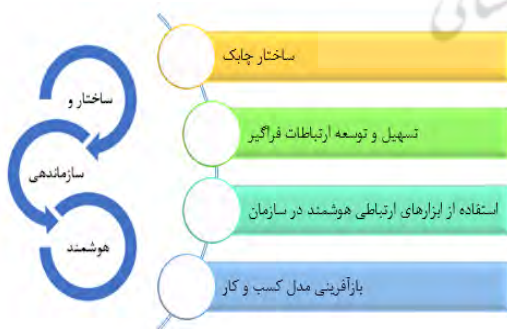 ساختار چابک
تسهیل و توسعه ارتباطات فراگیر
استفاده از ابزارهای ارتباطی هوشمند در سازمان
بازآفرینی مدل کسب و کار
ساختار و
سازماندهی
هوشمند